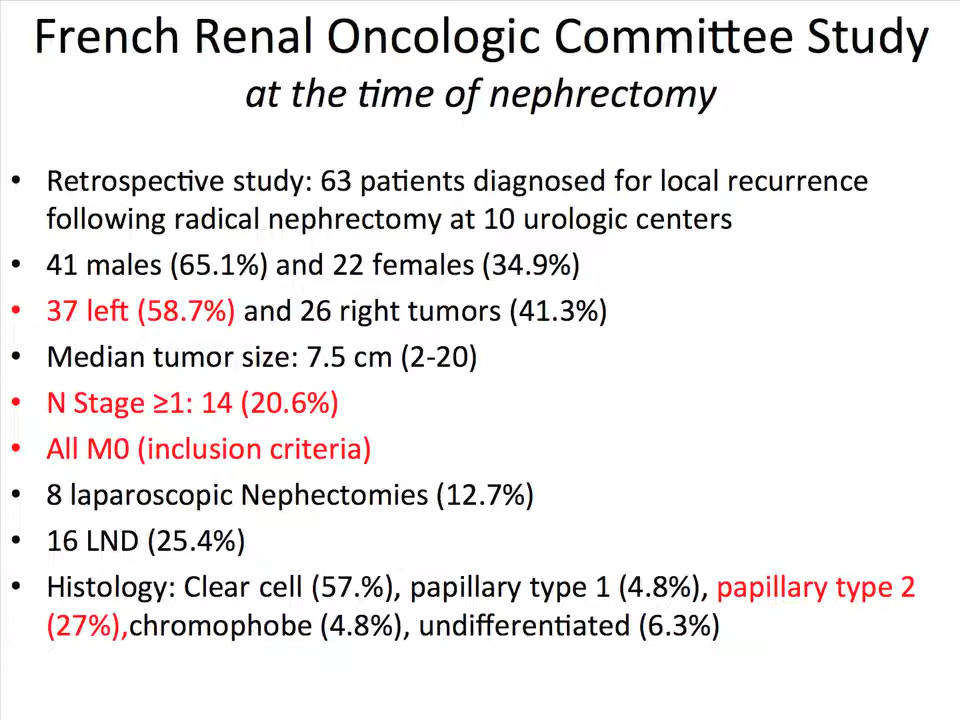 French Renal Oncologic Committee Study
at the time of nephrectomy
• Retrospective study: 63 patients diagnosed for local recurrence
following radical nephrectomy at 10 urologic centers
• 41 males (65.1%) and 22 females (34.9%)
• 37 left (58.7%) and 26 right tumors (41.3%)
• Median tumor size: 7.5 cm (2-20)
• N Stage ≥1: 14 (20.6%)
• All M0 (inclusion criteria)
• 8 laparoscopic Nephectomies (12.7%)
• 16 LND (25.4%)
• Histology: Clear cell (57.%), papillary type 1 (4.8%), papillary type 2
(27%),chromophobe (4.8%), undifferentiated (6.3%)